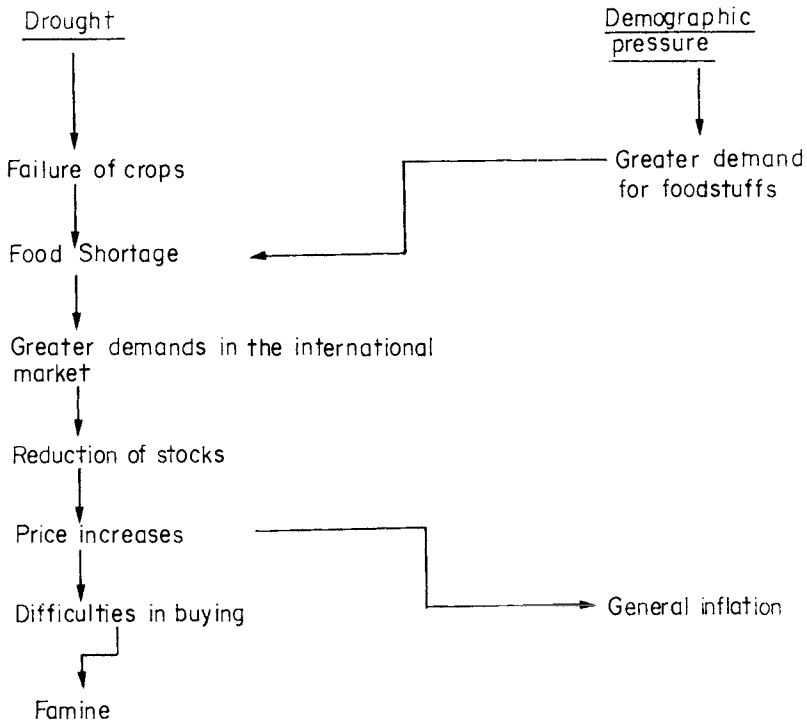 Drought
Demographic
pressure
Failure of crops
Greater demand
for foodstuffs
Food Shortage
Greater demands in the international
market
Reduction of stocks
Price increases
Difficulties in buying
General inflation
Famine